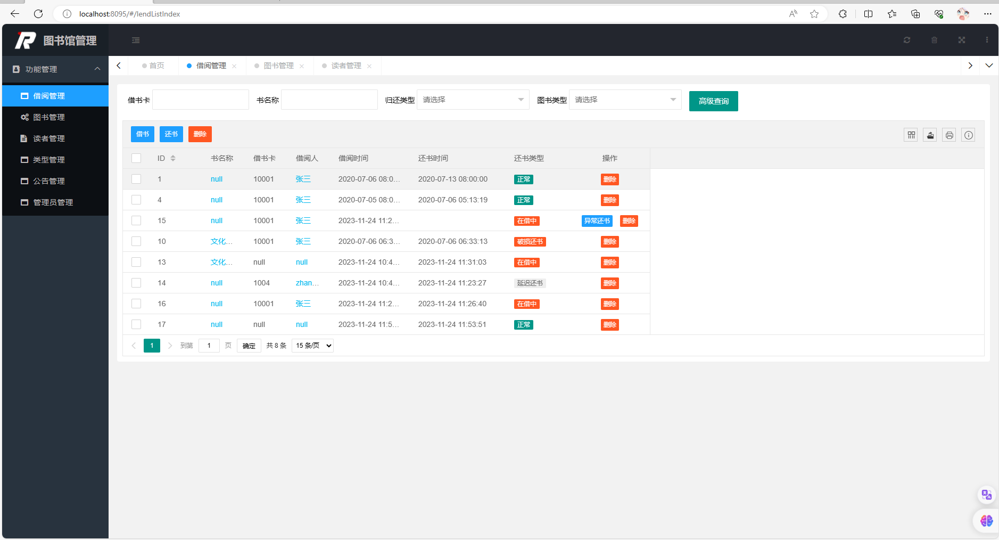 localhost:8095/#/lendListIndex
图书馆管理
功能管理
借阅管理
图书管理
读者管理
类型管理
公告管理
管理员管理
首页 借阅管理 图书管理 读者管理
借书卡 书名称 归还类型 请选择 图书类型 请选择 高级查询
借书 还书 删除
ID 书名称 借书卡 借阅人 借阅时间 还书时间 还书类型 操作
1 null 10001 张三 2020-07-06 08:0... 2020-07-13 08:00:00 正常 删除
4 null 10001 张三 2020-07-05 08:0... 2020-07-06 05:13:19 正常 删除
15 null 10001 张三 2023-11-24 11:2... 在借中 异常还书 删除
10 文化... 10001 张三 2020-07-06 06:3... 2020-07-06 06:33:13 破损还书 删除
13 文化... null null 2023-11-24 10:4... 2023-11-24 11:31:03 在借中 删除
14 null 1004 zhan... 2023-11-24 10:4... 2023-11-24 11:23:27 延迟还书 删除
16 null 10001 张三 2023-11-24 11:2... 2023-11-24 11:26:40 在借中 删除
17 null null null 2023-11-24 11:5... 2023-11-24 11:53:51 正常 删除
1 到第 1 页 确定 共 8 条 15 条/页